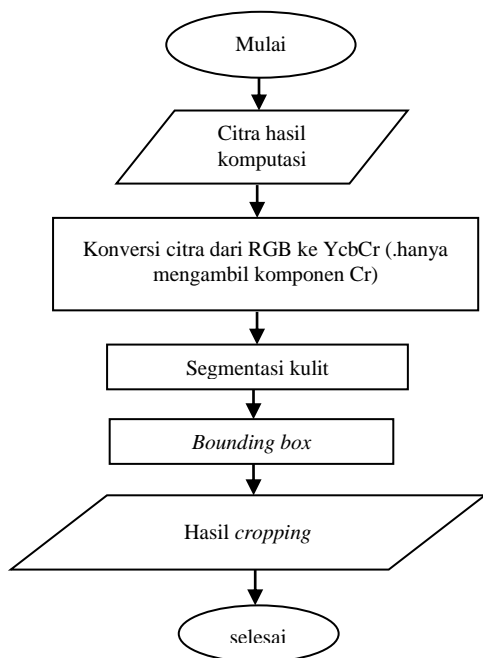 Mulai
Citra hasil
komputasi
Konversi citra dari RGB ke YcbCr (.hanya
mengambil komponen Cr)
Segmentasi kulit
Bounding box
Hasil cropping
selesai